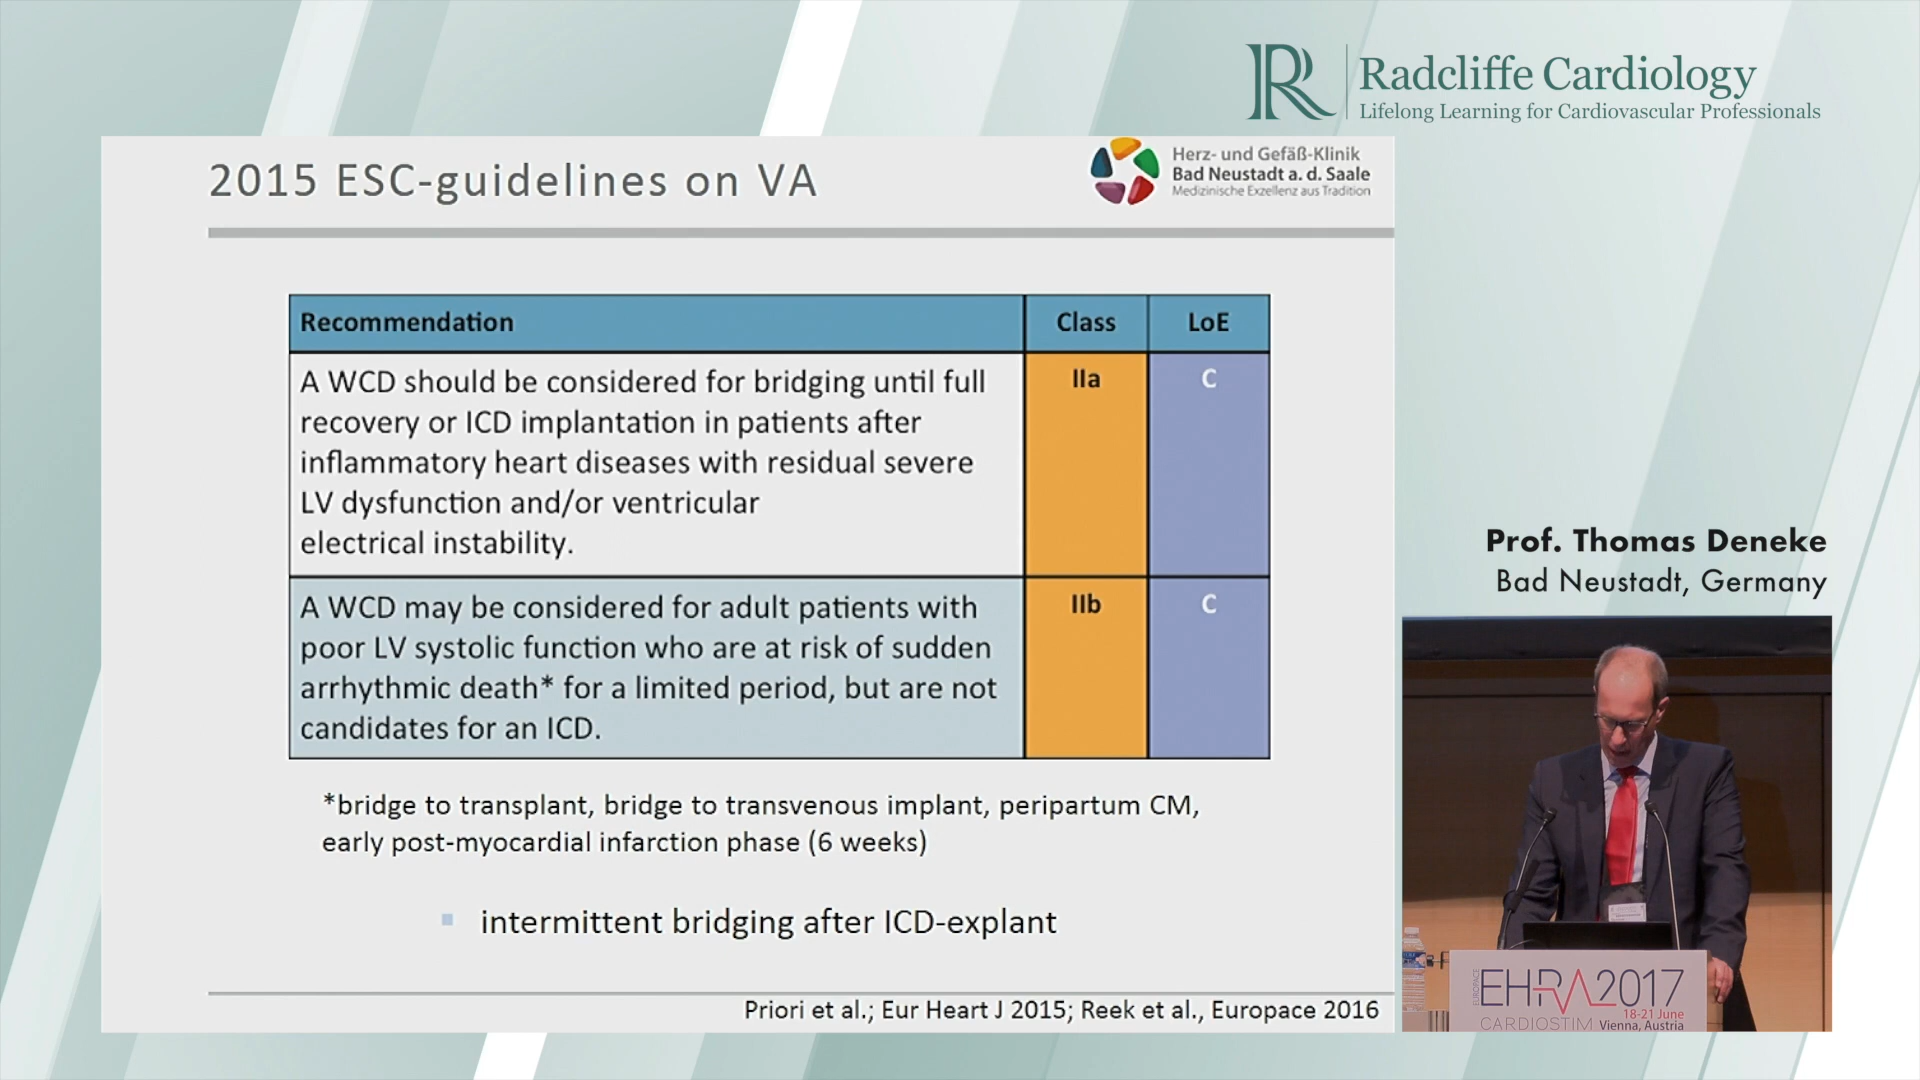 Radcliffe Cardiology
Lifelong Learning for Cardiovascular Professionals
2015 ESC-guidelines on VA
Herz- und Gefäß-Klinik
Bad Neustadt a. d. Saale
Medizinische Exzellenz aus Tradition
Recommendation Class LoE
A WCD should be considered for bridging until full IIa C
recovery or ICD implantation in patients after
inflammatory heart diseases with residual severe
LV dysfunction and/or ventricular
electrical instability.
A WCD may be considered for adult patients with IIb C
poor LV systolic function who are at risk of sudden
arrhythmic death* for a limited period, but are not
candidates for an ICD.
*bridge to transplant, bridge to transvenous implant, peripartum CM,
early post-myocardial infarction phase (6 weeks)
intermittent bridging after ICD-explant
Priori et al.; Eur Heart J 2015; Reek et al., Europace 2016
Prof. Thomas Deneke
Bad Neustadt, Germany
EUROPACE
EHRA2017
18-21 June
CARDIOSTIM Vienna, Austria